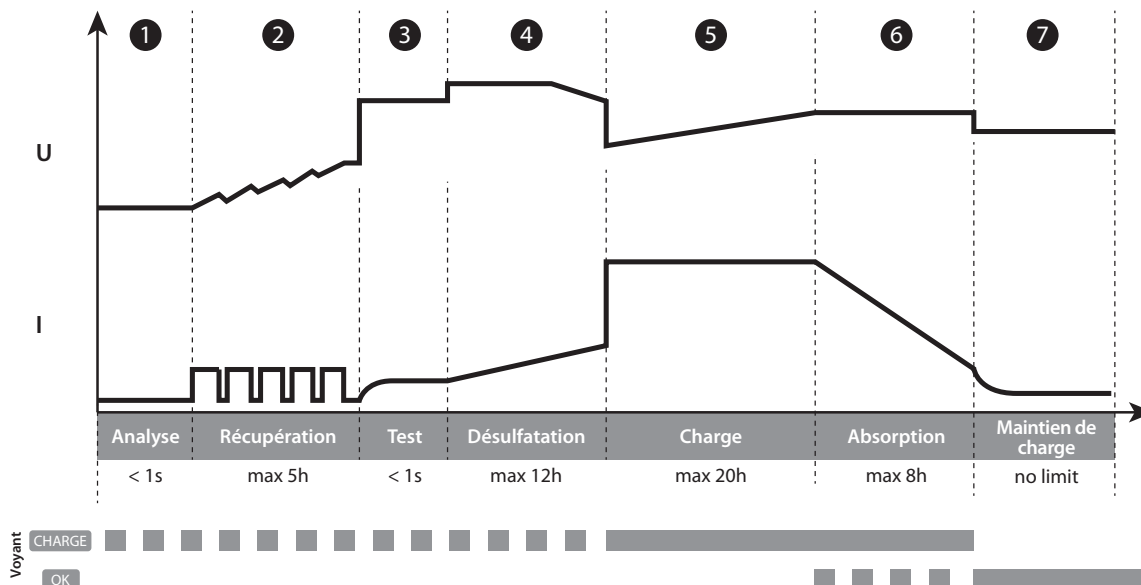 1 2 3 4 5 6 7
U
I
Analyse Récupération Test Désulfatation Charge Absorption Maintien de charge
< 1s max 5h < 1s max 12h max 20h max 8h no limit
Voyant
CHARGE
OK